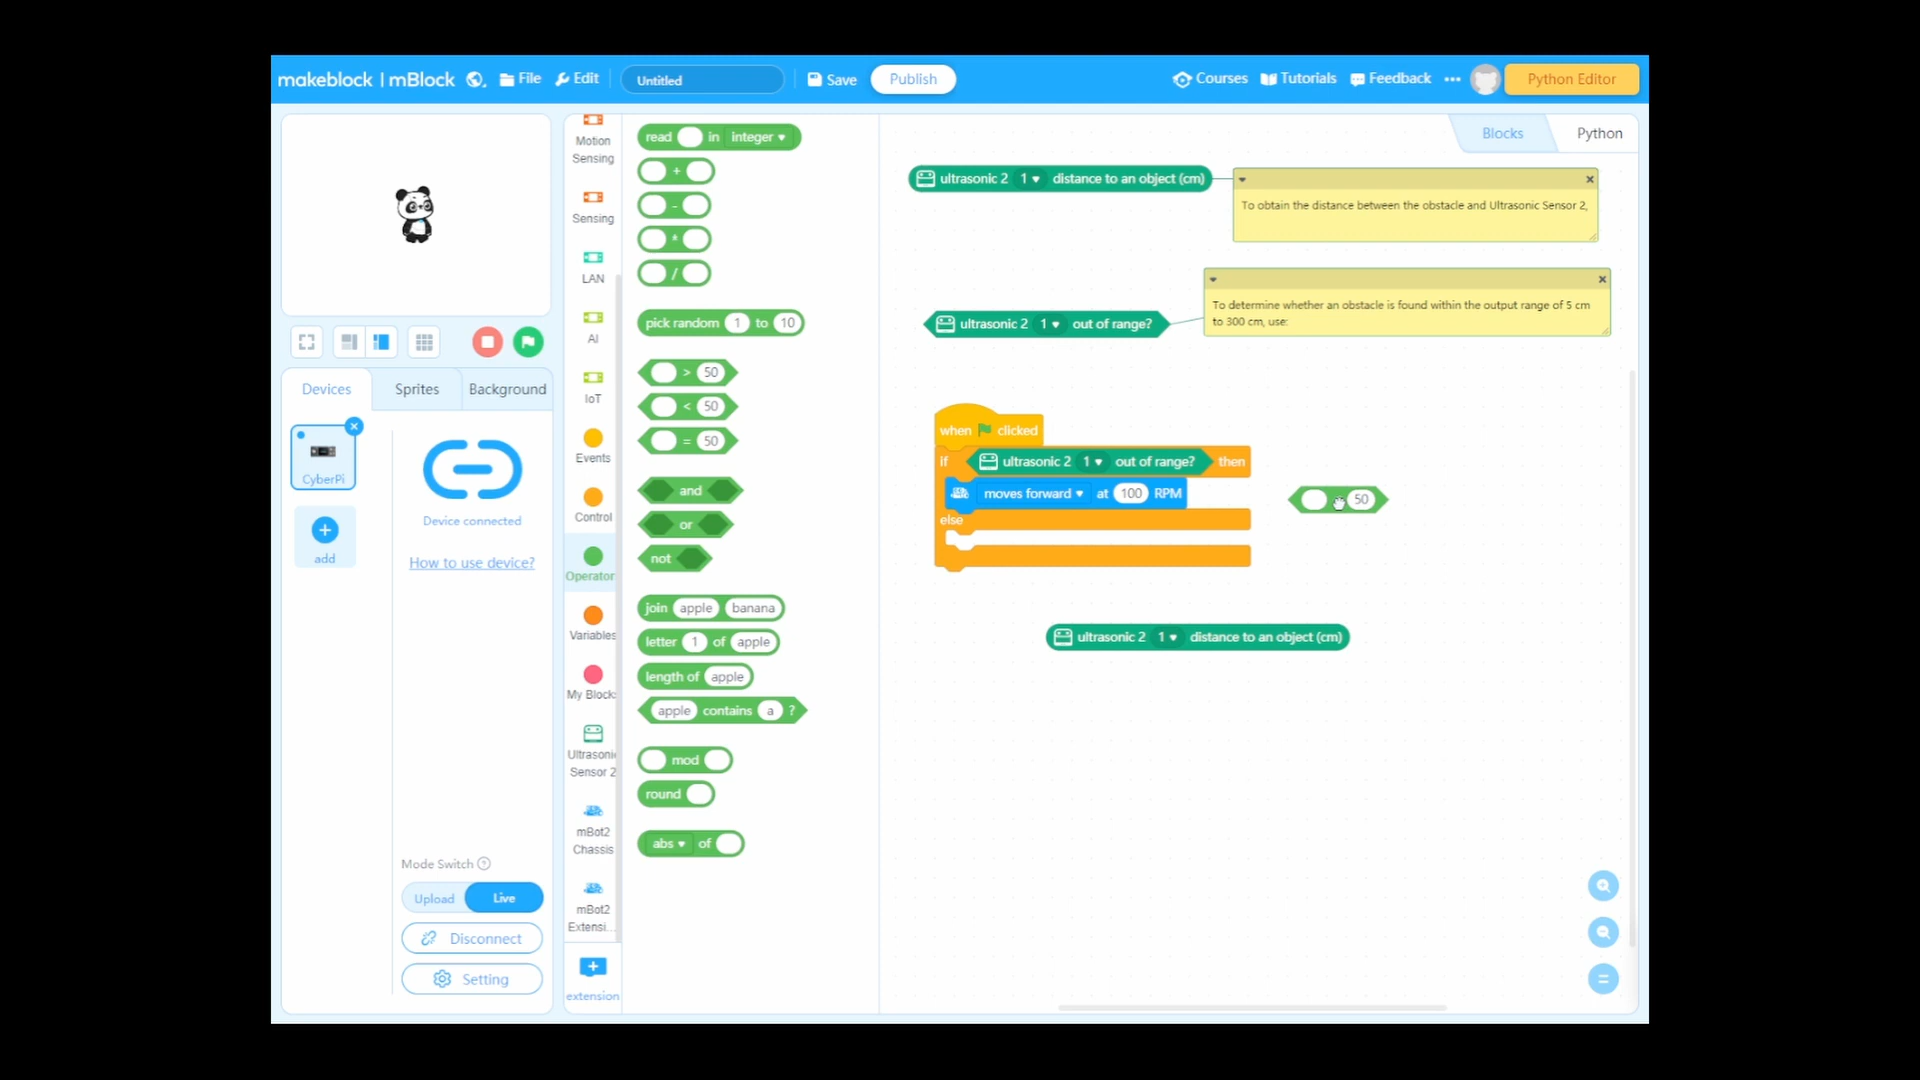 makeblock | mBlock
File
Edit
Untitled
Save
Publish
Courses
Tutorials
Feedback
Python Editor
Devices
Sprites
Background
CyberPi
add
Device connected
How to use device?
Mode Switch ?
Upload
Live
Disconnect
Setting
Motion
Sensing
Sensing
LAN
AI
IoT
Events
Control
Operator
Variables
My Block
Ultrasonic
Sensor 2
mBot2
Chassis
mBot2
Extensi...
extension
read in integer
+
-
*
/
pick random 1 to 10
> 50
< 50
= 50
and
or
not
join apple banana
letter 1 of apple
length of apple
apple contains a ?
mod
round
abs of
Blocks
Python
ultrasonic 2 1 distance to an object (cm)
To obtain the distance between the obstacle and Ultrasonic Sensor 2,
ultrasonic 2 1 out of range?
To determine whether an obstacle is found within the output range of 5 cm
to 300 cm, use:
when clicked
if ultrasonic 2 1 out of range? then
moves forward at 100 RPM
else
50
ultrasonic 2 1 distance to an object (cm)